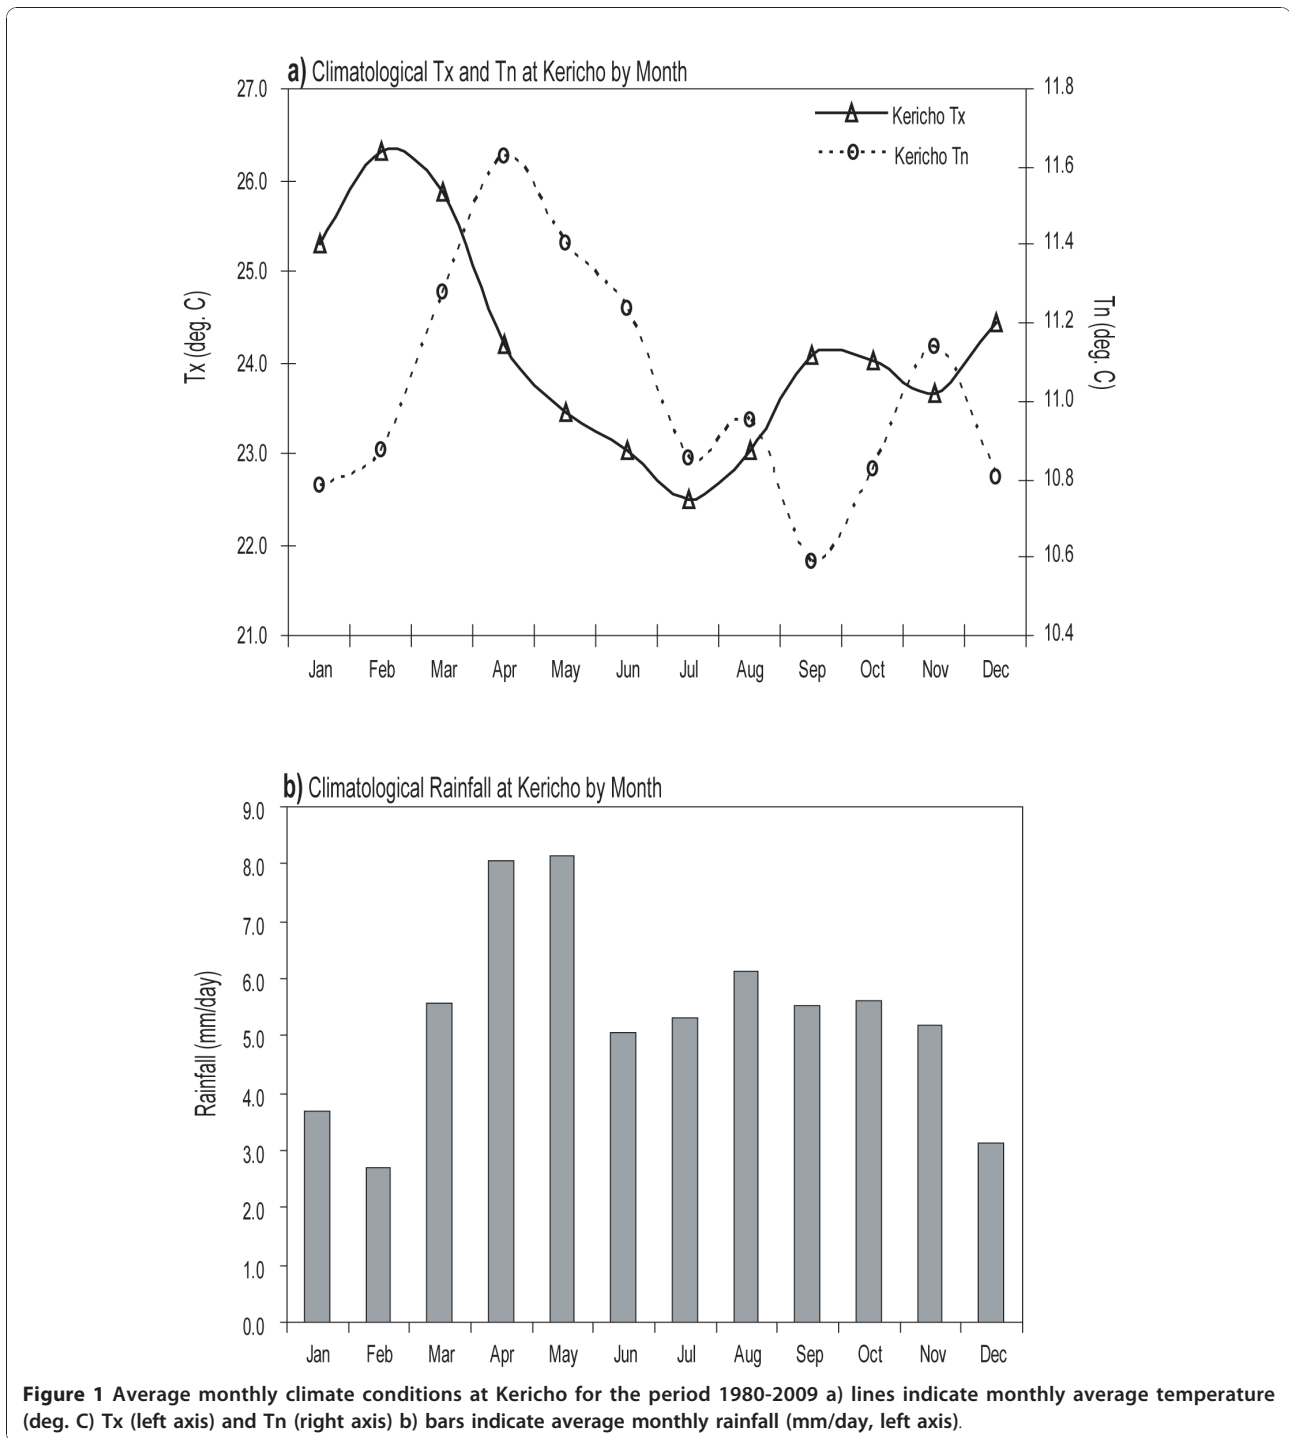 a) Climatological Tx and Tn at Kericho by Month
27.0
26.0
25.0
24.0
23.0
22.0
21.0
Tx (deg. C)
11.8
11.6
11.4
11.2
11.0
10.8
10.6
10.4
Tn (deg. C)
Kericho Tx
Kericho Tn
Jan Feb Mar Apr May Jun Jul Aug Sep Oct Nov Dec
b) Climatological Rainfall at Kericho by Month
9.0
8.0
7.0
6.0
5.0
4.0
3.0
2.0
1.0
0.0
Rainfall (mm/day)
Jan Feb Mar Apr May Jun Jul Aug Sep Oct Nov Dec
Figure 1 Average monthly climate conditions at Kericho for the period 1980-2009 a) lines indicate monthly average temperature
(deg. C) Tx (left axis) and Tn (right axis) b) bars indicate average monthly rainfall (mm/day, left axis).